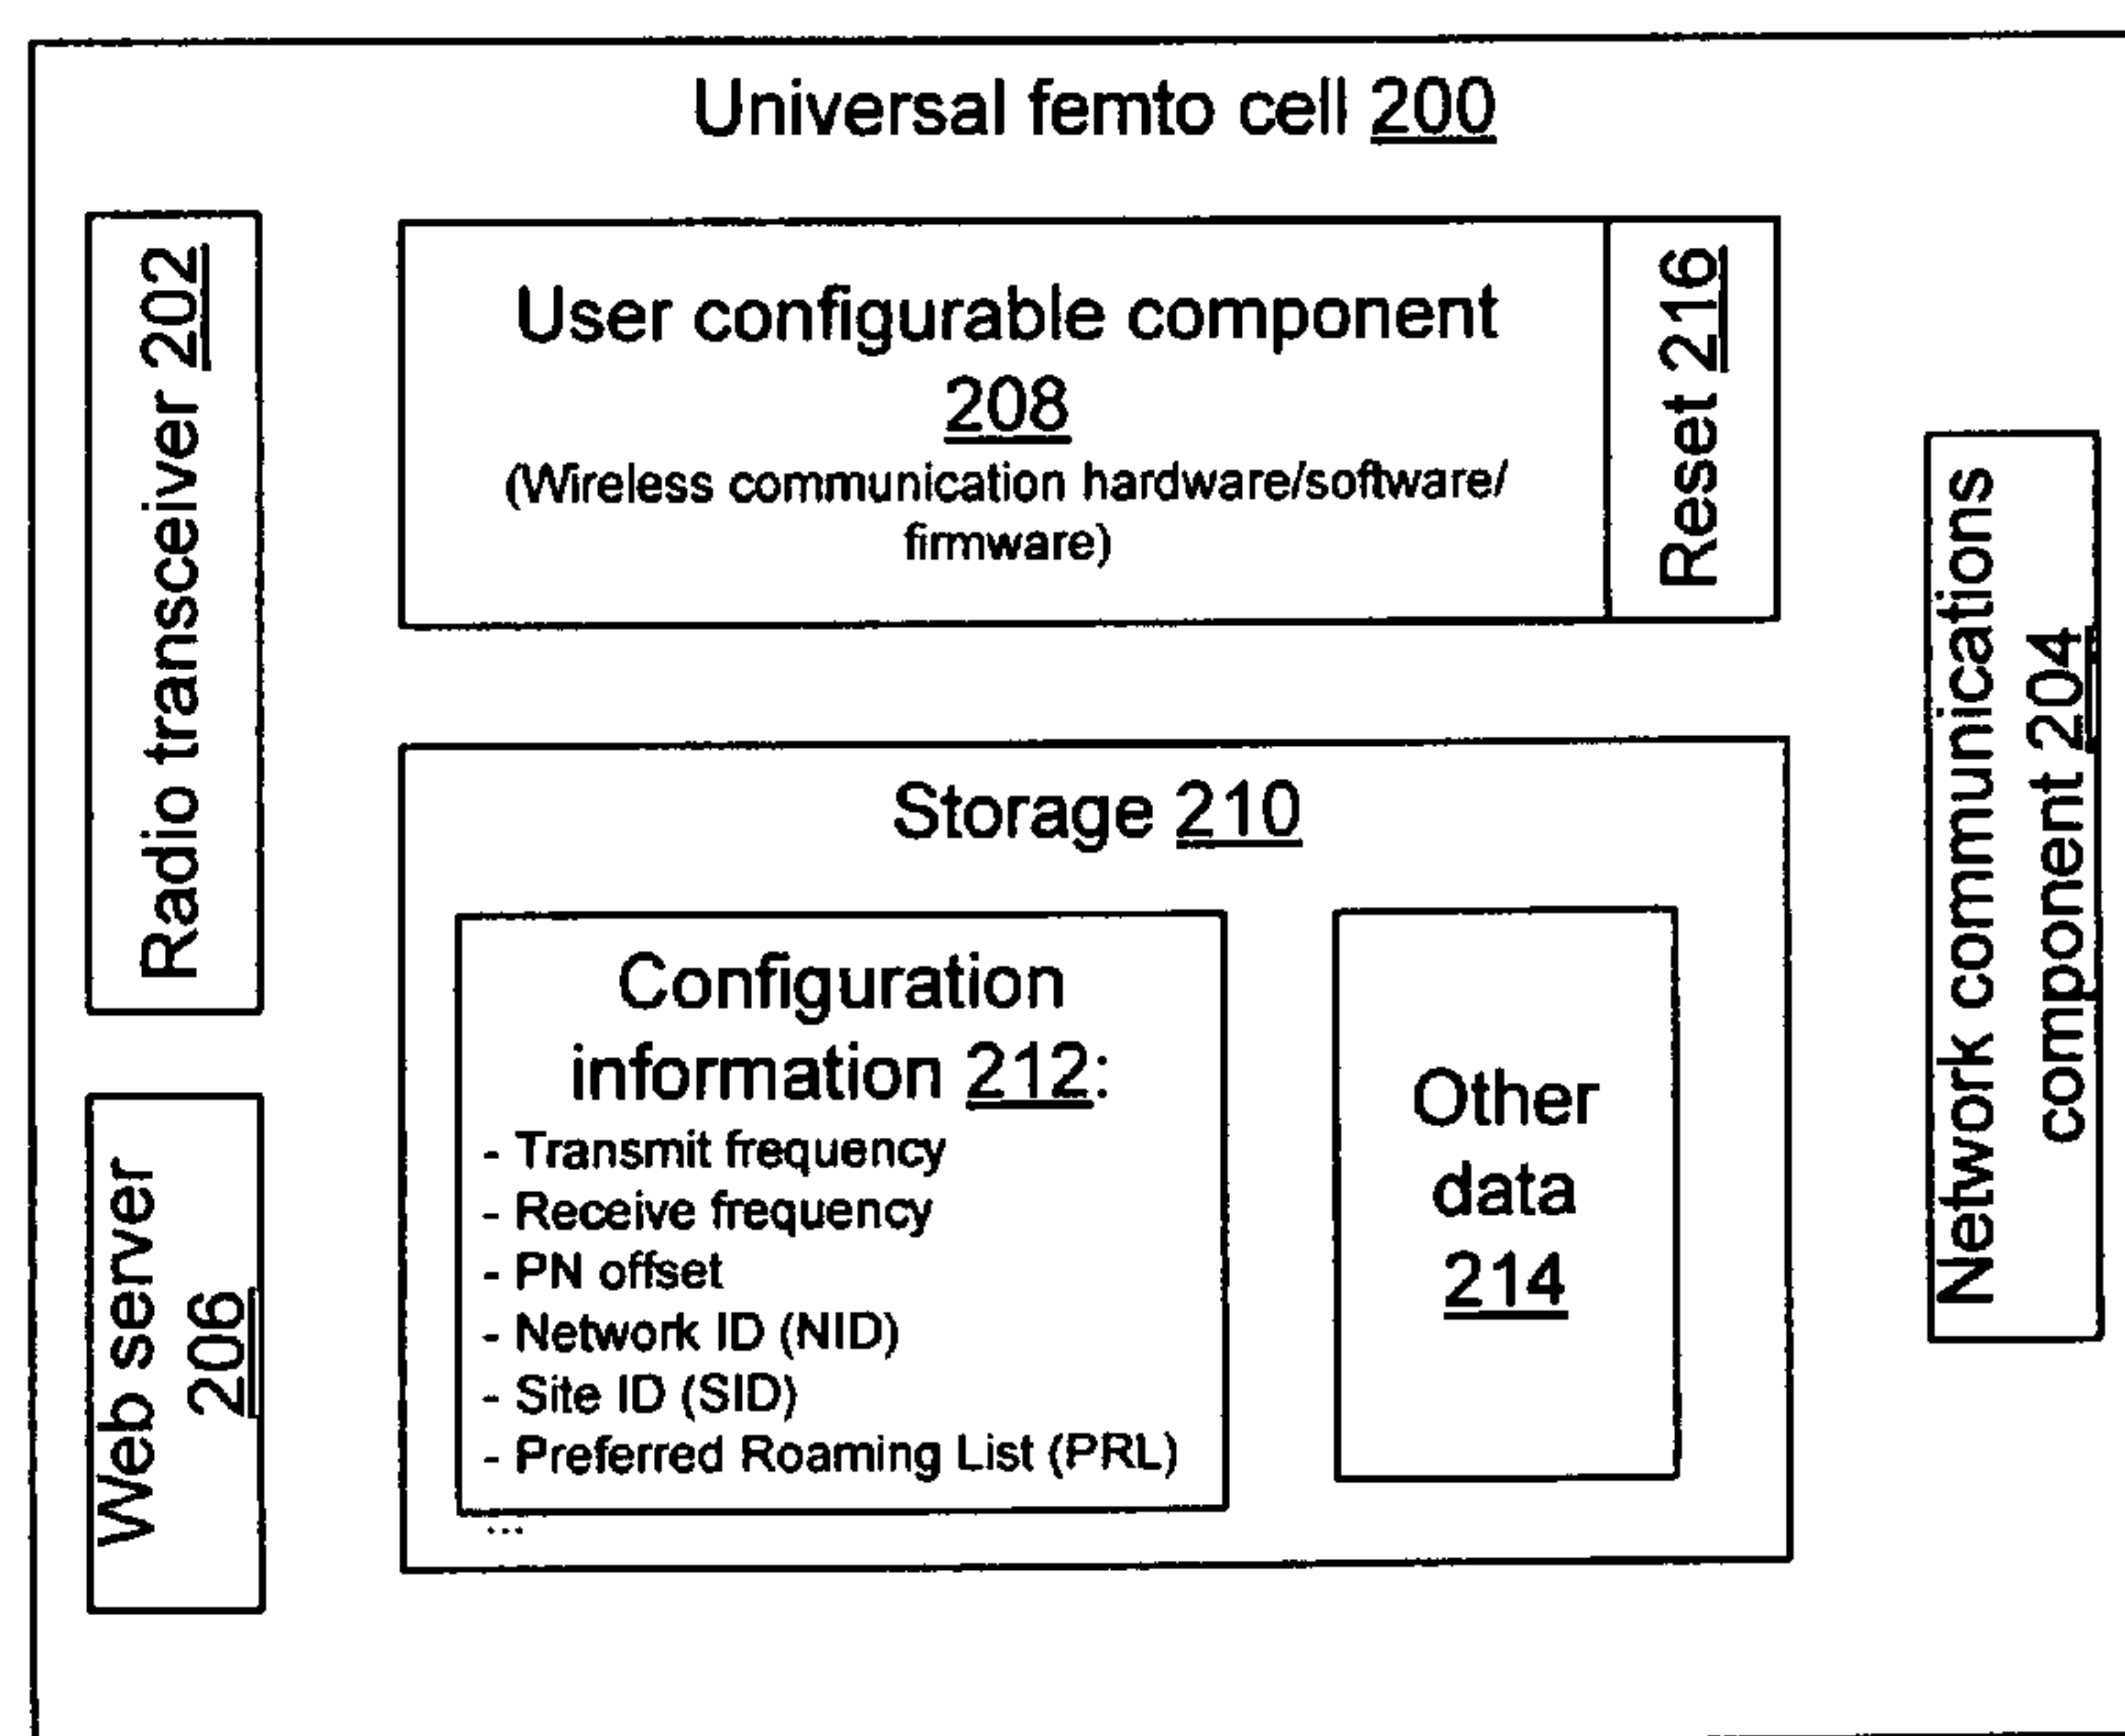 Universal femto cell 200
Radio transceiver 202
User configurable component
208
(Wireless communication hardware/software/
firmware)
Reset 216
Network communications
component 204
Storage 210
Configuration
information 212:
- Transmit frequency
- Receive frequency
- PN offset
- Network ID (NID)
- Site ID (SID)
- Preferred Roaming List (PRL)
...
Other
data
214
Web server
206